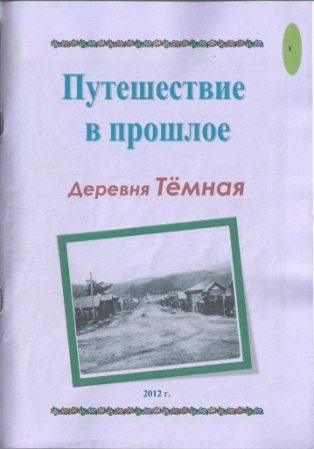 Путешествие
в прошлое
Деревня Тёмная
2012 г.